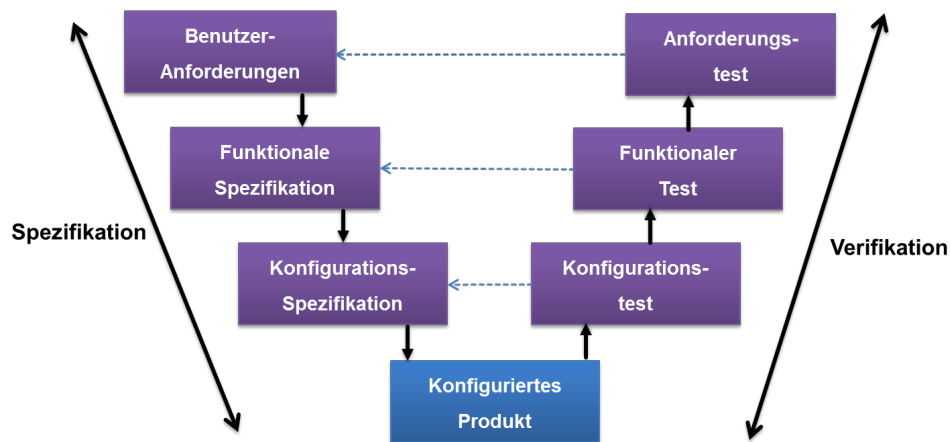 Benutzer-
Anforderungen
Anforderungs-
test
Funktionale
Spezifikation
Funktionaler
Test
Spezifikation
Verifikation
Konfigurations-
Spezifikation
Konfigurations-
test
Konfiguriertes
Produkt